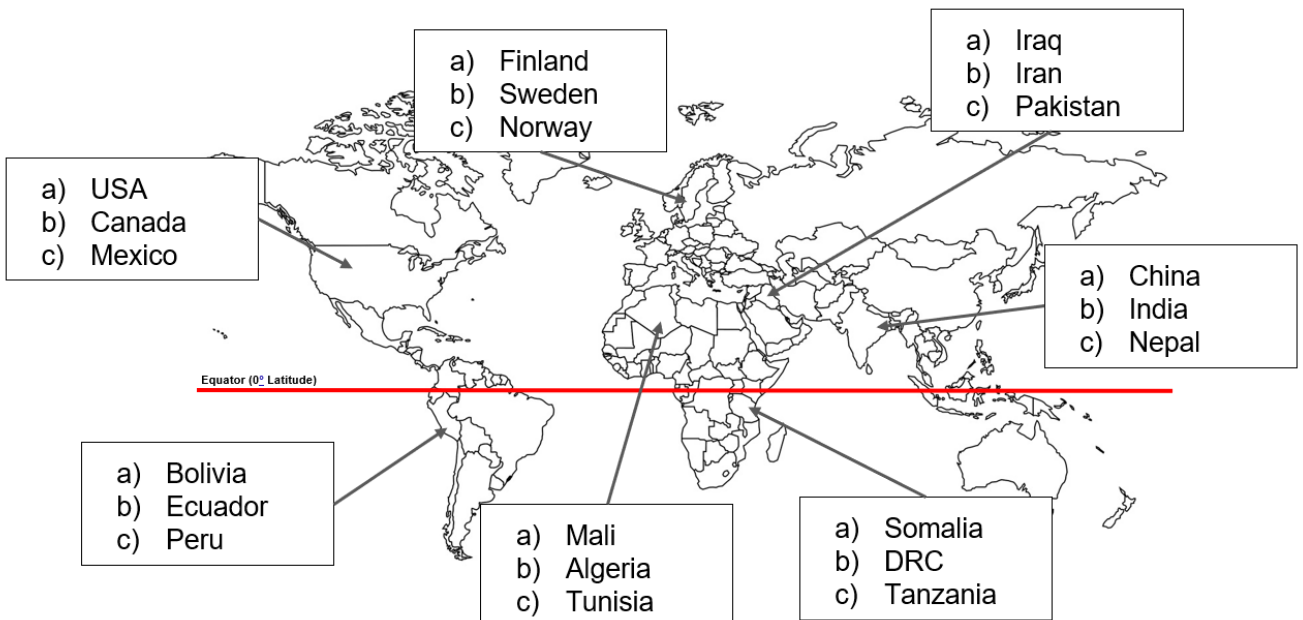 a) Finland
b) Sweden
c) Norway
a) Iraq
b) Iran
c) Pakistan
a) USA
b) Canada
c) Mexico
a) China
b) India
c) Nepal
Equator (0º Latitude)
a) Bolivia
b) Ecuador
c) Peru
a) Mali
b) Algeria
c) Tunisia
a) Somalia
b) DRC
c) Tanzania